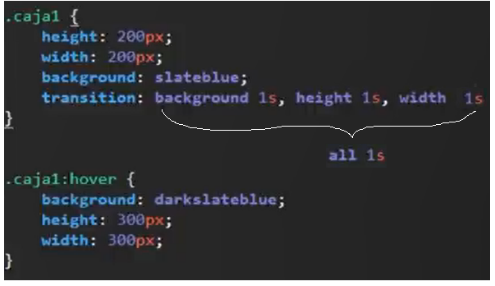 .caja1 {
height: 200px;
width: 200px;
background: slateblue;
transition: background 1s, height 1s, width 1s
}
all 1s
.caja1:hover {
background: darkslateblue;
height: 300px;
width: 300px;
}